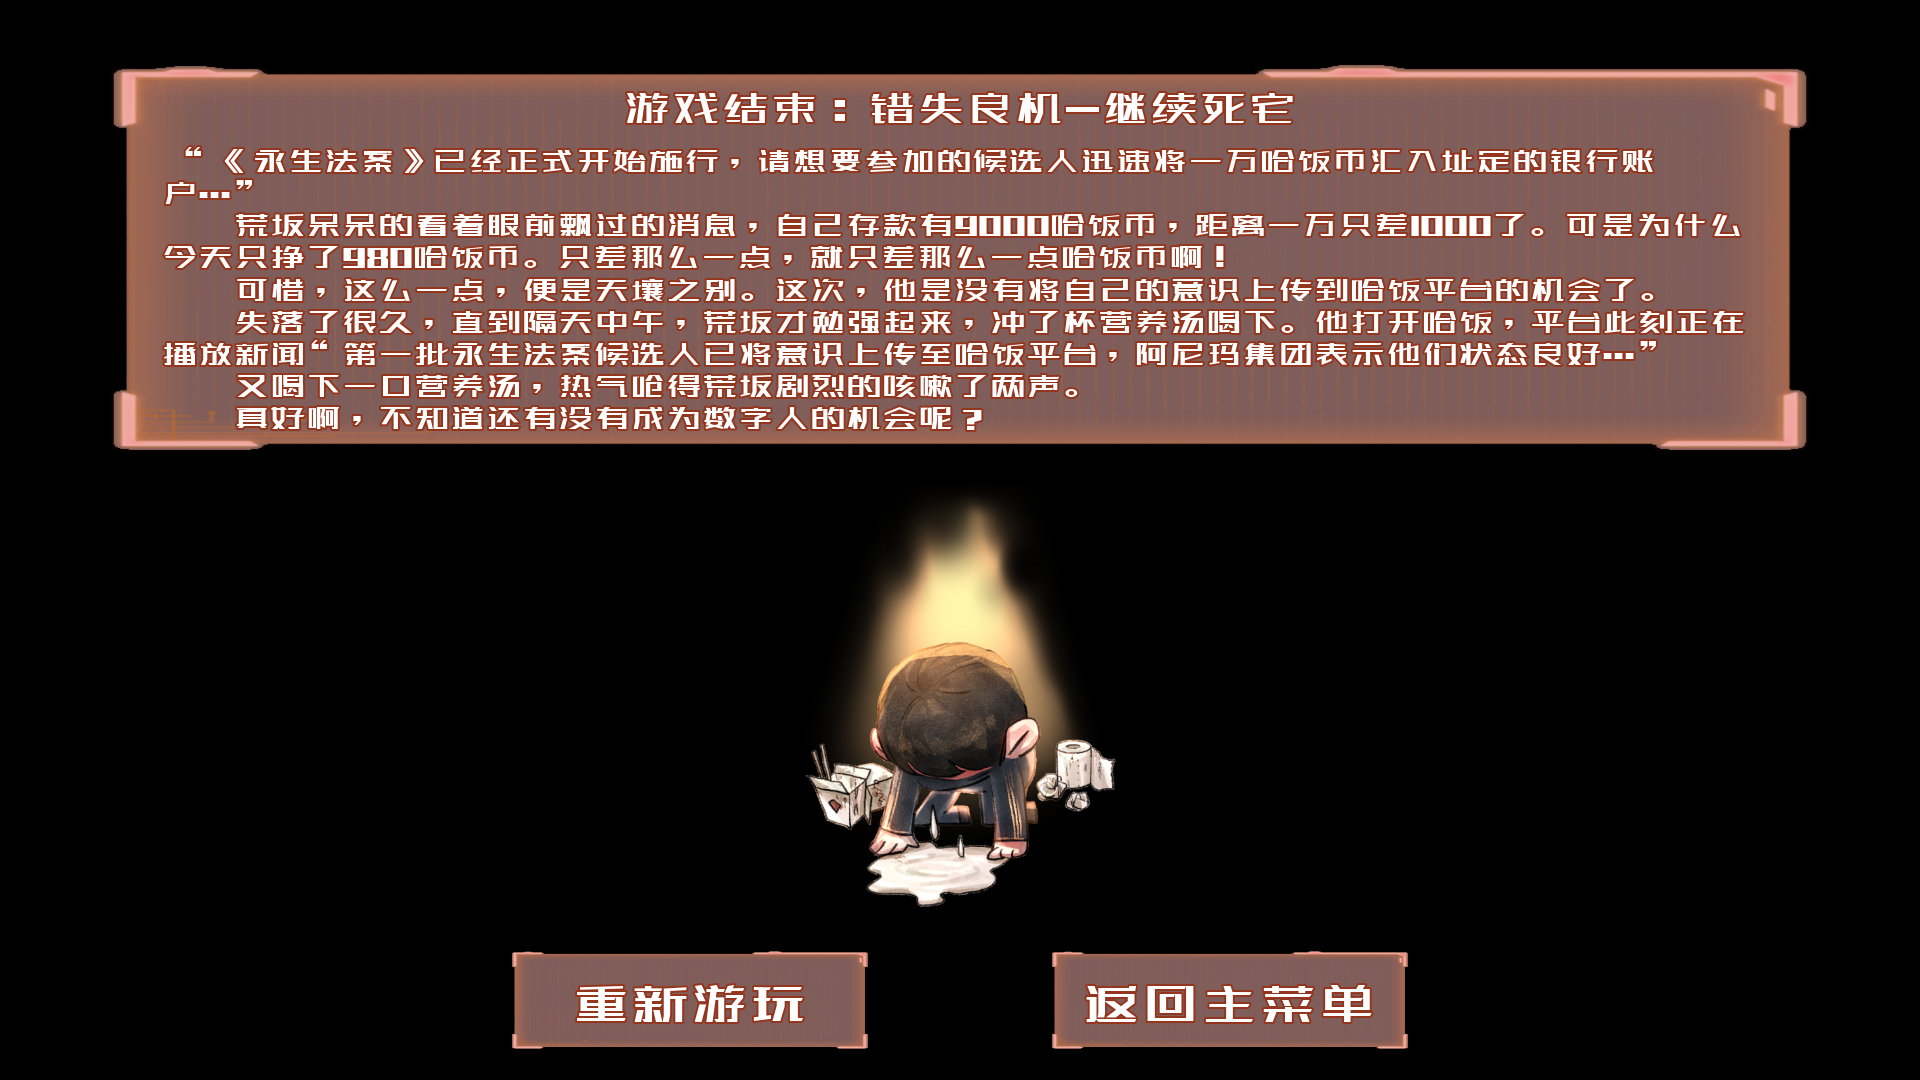 游戏结束：错失良机—继续死宅
“《永生法案》已经正式开始施行，请想要参加的候选人迅速将一万哈饭币汇入址定的银行账
户…”
荒坂呆呆的看着眼前飘过的消息，自己存款有9000哈饭币，距离一万只差1000了。可是为什么
今天只挣了980哈饭币。只差那么一点，就只差那么一点哈饭币啊！
可惜，这么一点，便是天壤之别。这次，他是没有将自己的意识上传到哈饭平台的机会了。
失落了很久，直到隔天中午，荒坂才勉强起来，冲了杯营养汤喝下。他打开哈饭，平台此刻正在
播放新闻“第一批永生法案候选人已将意识上传至哈饭平台，阿尼玛集团表示他们状态良好…”
又喝下一口营养汤，热气呛得荒坂剧烈的咳嗽了两声。
真好啊，不知道还有没有成为数字人的机会呢？
重新游玩
返回主菜单